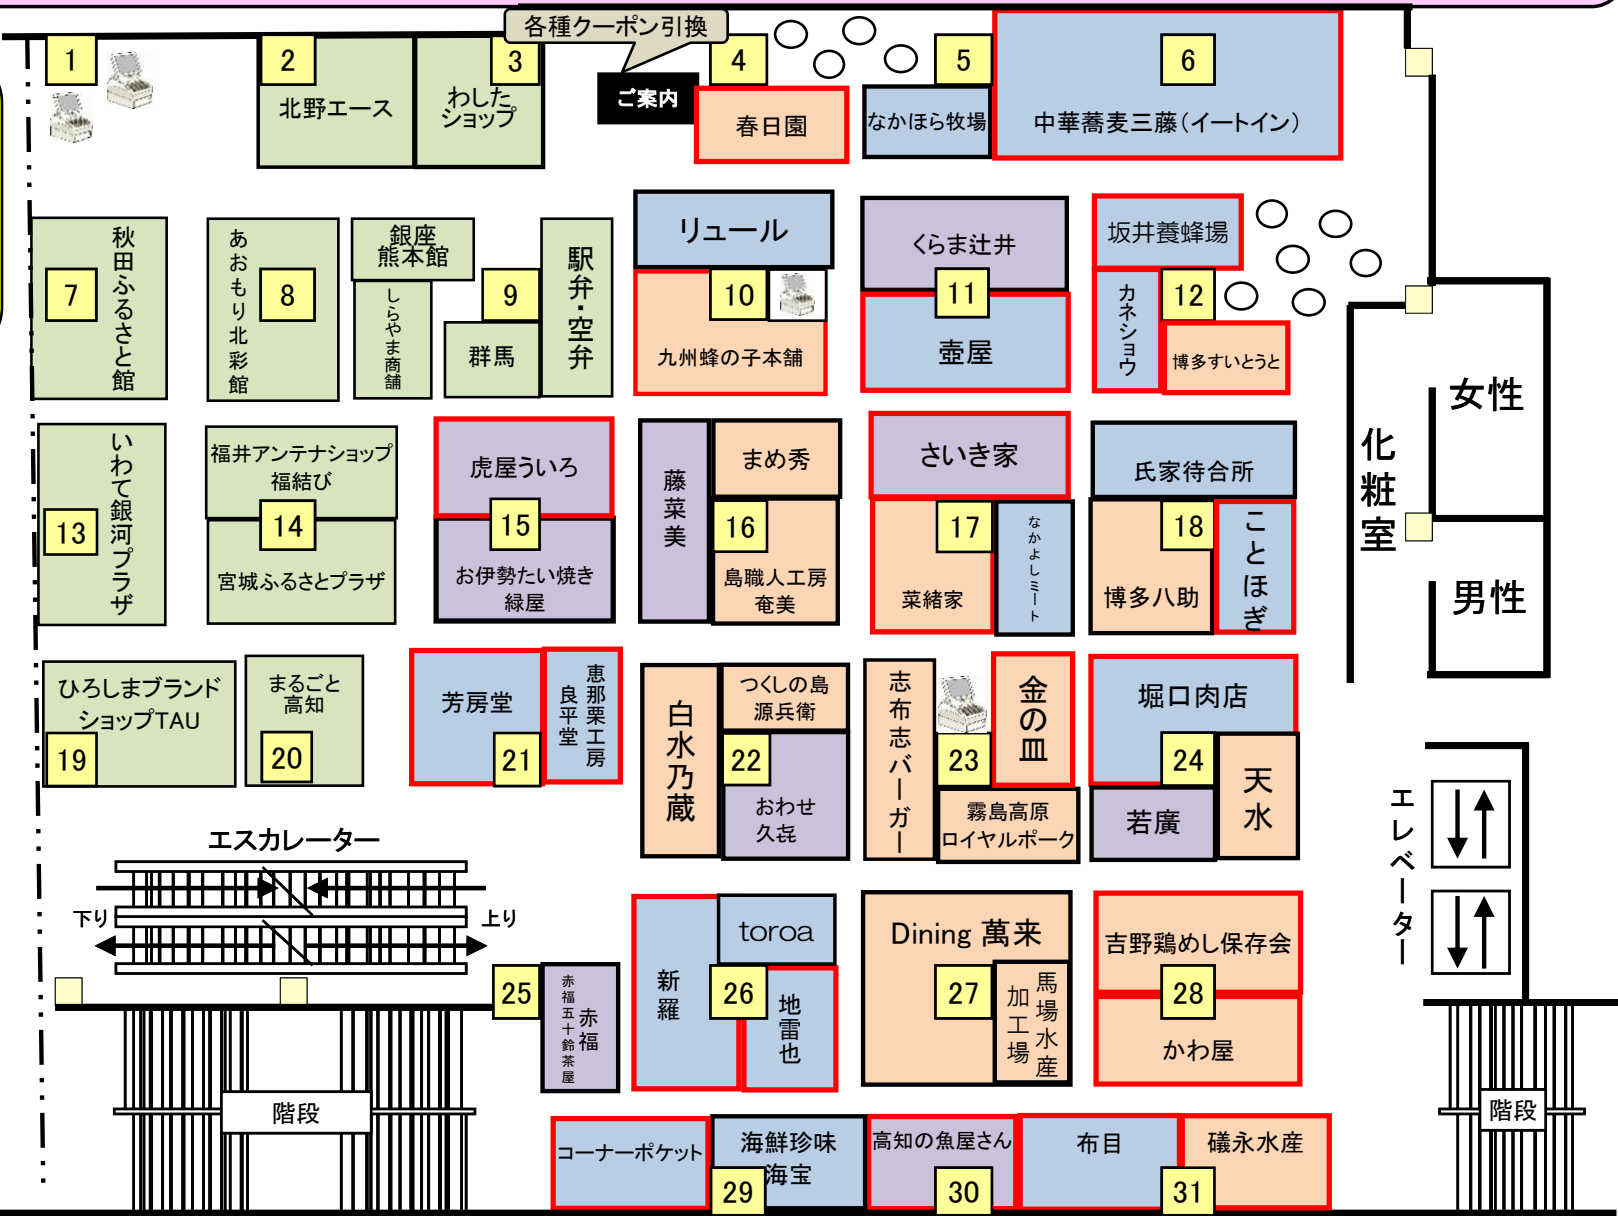 各種クーポン引換
1
2
北野エース
3
わした
ショップ
ご案内
4
春日園
5
なかほら牧場
6
中華蕎麦三藤(イートイン)
7
秋田ふるさと館
8
あおもり北彩館
銀座
熊本館
しらやま商舗
9
群馬
駅弁・空弁
リュール
10
九州蜂の子本舗
くらま辻井
11
壺屋
坂井養蜂場
カネショウ
12
博多すいとうと
化粧室
女性
男性
13
いわて銀河プラザ
福井アンテナショップ
福結び
14
宮城ふるさとプラザ
虎屋ういろ
15
お伊勢たい焼き
緑屋
藤菜美
まめ秀
16
島職人工房
奄美
さいき家
17
菜緒家
なかよしミート
氏家待合所
18
博多八助
ことほぎ
ひろしまブランド
ショップTAU
19
まるごと
高知
20
芳房堂
21
恵那栗工房
良平堂
白水乃蔵
つくしの島
源兵衛
22
おわせ
久㐂
志布志バーガー
23
金の皿
霧島高原
ロイヤルポーク
堀口肉店
24
若廣
天水
エレベーター
エスカレーター
下り
上り
25
赤福
赤福五十鈴茶屋
新羅
toroa
26
地雷也
Dining 萬来
27
馬場水産
加工場
吉野鶏めし保存会
28
かわ屋
階段
階段
コーナーポケット
海鮮珍味
海宝
29
高知の魚屋さん
30
布目
31
礒永水産